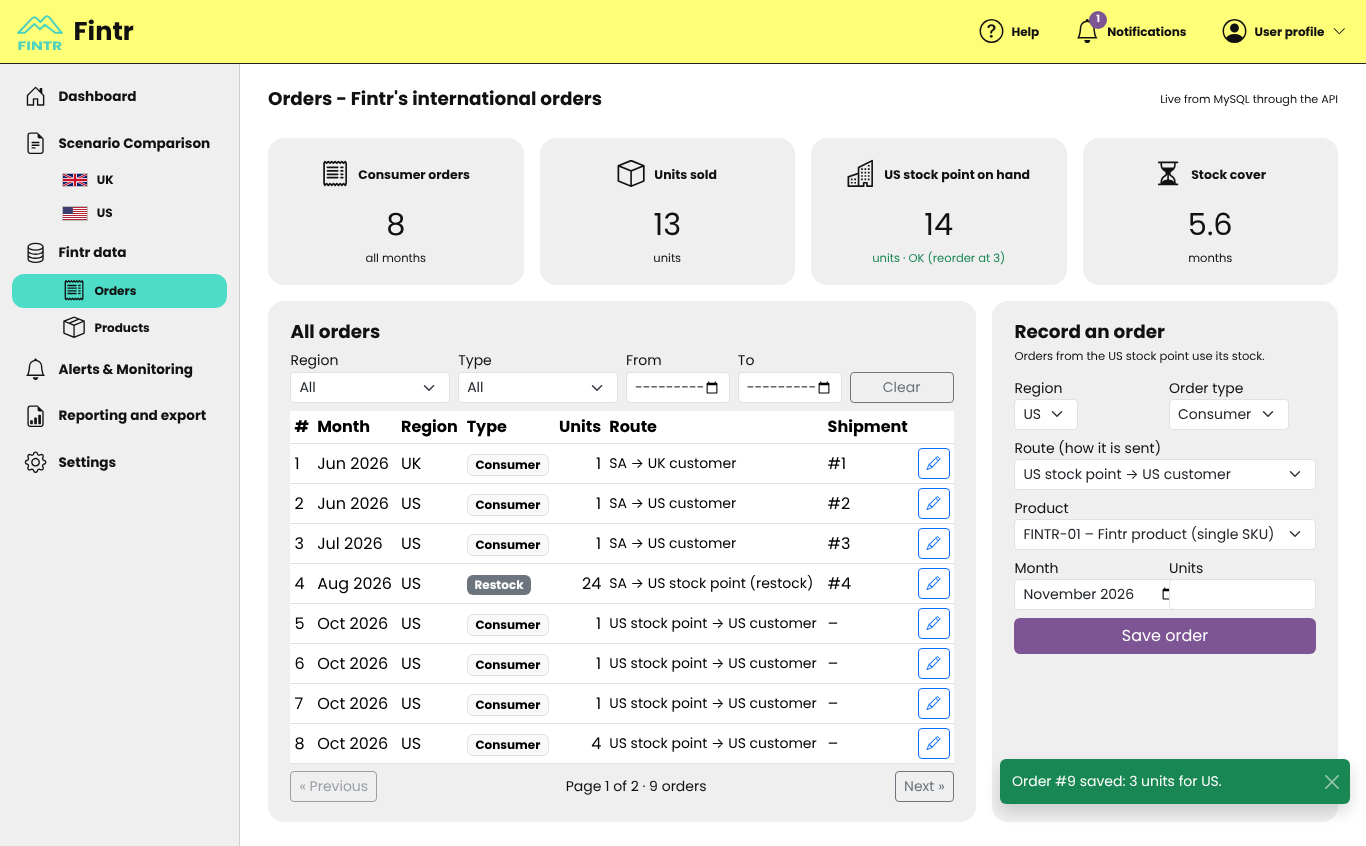 FINTR
Fintr
Help
1
Notifications
User profile
Dashboard
Scenario Comparison
UK
US
Fintr data
Orders
Products
Alerts & Monitoring
Reporting and export
Settings
Orders – Fintr's international orders
Live from MySQL through the API
Consumer orders
8
all months
Units sold
13
units
US stock point on hand
14
units · OK (reorder at 3)
Stock cover
5.6
months
All orders
Region Type From To
All All --------- --------- Clear
# Month Region Type Units Route Shipment
1 Jun 2026 UK Consumer 1 SA → UK customer #1
2 Jun 2026 US Consumer 1 SA → US customer #2
3 Jul 2026 US Consumer 1 SA → US customer #3
4 Aug 2026 US Restock 24 SA → US stock point (restock) #4
5 Oct 2026 US Consumer 1 US stock point → US customer –
6 Oct 2026 US Consumer 1 US stock point → US customer –
7 Oct 2026 US Consumer 1 US stock point → US customer –
8 Oct 2026 US Consumer 4 US stock point → US customer –
« Previous Page 1 of 2 · 9 orders Next »
Record an order
Orders from the US stock point use its stock.
Region Order type
US Consumer
Route (how it is sent)
US stock point → US customer
Product
FINTR-01 – Fintr product (single SKU)
Month Units
November 2026
Save order
Order #9 saved: 3 units for US.